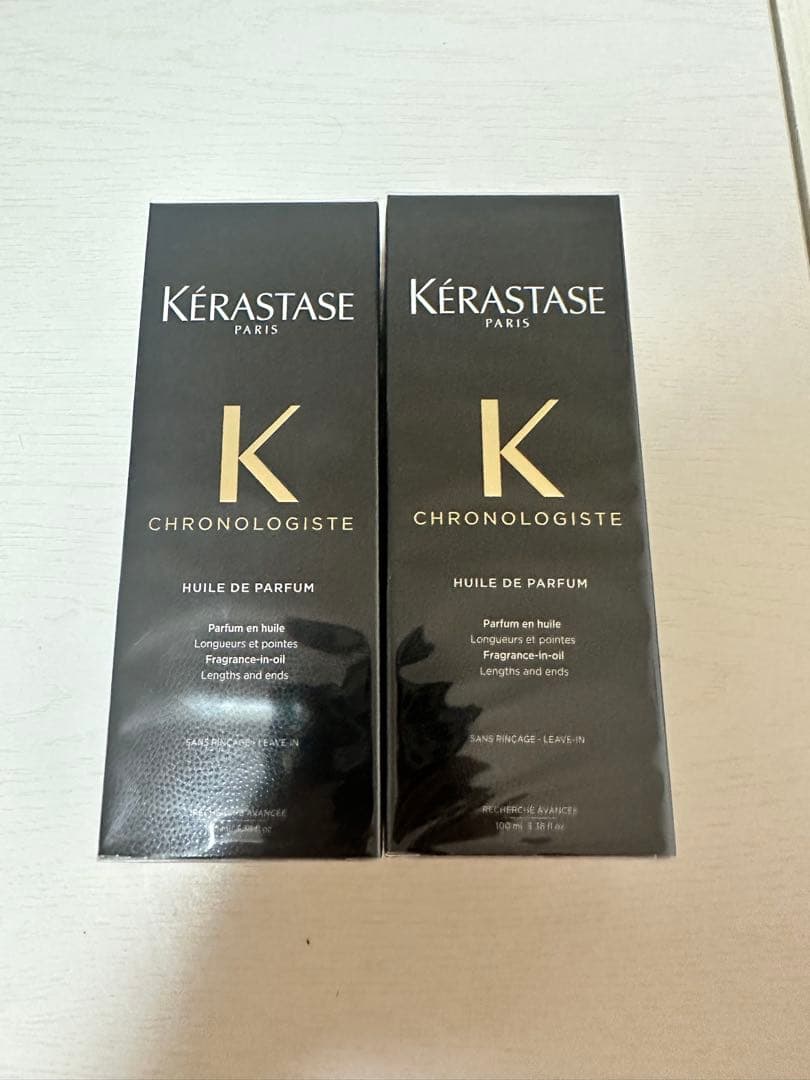 KÉRASTASE
PARIS
K
CHRONOLOGISTE
HUILE DE PARFUM
Parfum en huile
Longueurs et pointes
Fragrance-in-oil
Lengths and ends
SANS RINÇAGE - LEAVE-IN
RECHERCHE AVANCÉE
KÉRASTASE
PARIS
K
CHRONOLOGISTE
HUILE DE PARFUM
Parfum en huile
Longueurs et pointes
Fragrance-in-oil
Lengths and ends
SANS RINÇAGE - LEAVE-IN
RECHERCHE AVANCÉE
100 ml 3.38 fl oz